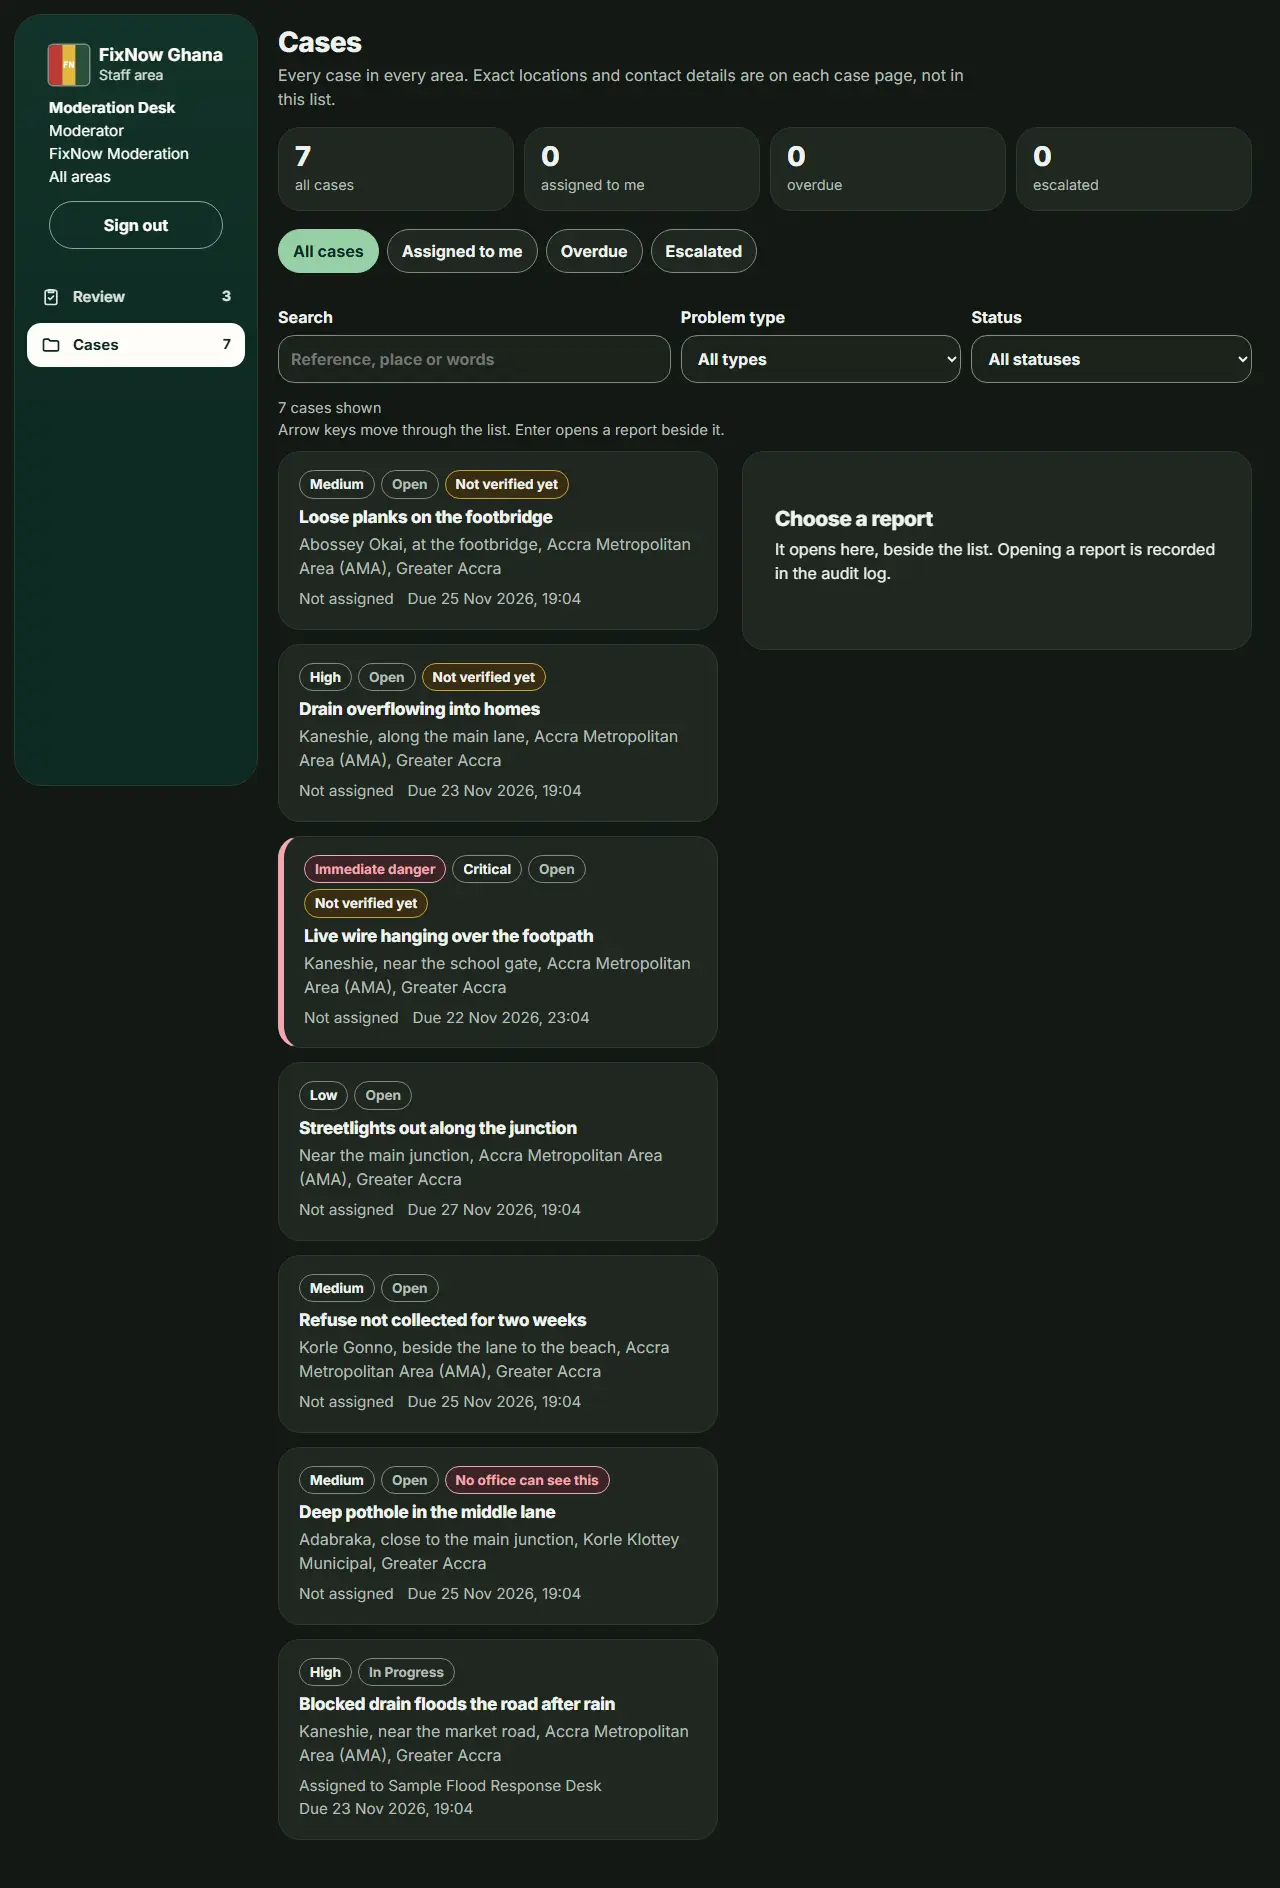 FN
FixNow Ghana
Staff area
Moderation Desk
Moderator
FixNow Moderation
All areas
Sign out
Review 3
Cases 7
Cases
Every case in every area. Exact locations and contact details are on each case page, not in
this list.
7
all cases
0
assigned to me
0
overdue
0
escalated
All cases
Assigned to me
Overdue
Escalated
Search
Reference, place or words
Problem type
All types
Status
All statuses
7 cases shown
Arrow keys move through the list. Enter opens a report beside it.
Medium Open Not verified yet
Loose planks on the footbridge
Abossey Okai, at the footbridge, Accra Metropolitan
Area (AMA), Greater Accra
Not assigned Due 25 Nov 2026, 19:04
High Open Not verified yet
Drain overflowing into homes
Kaneshie, along the main lane, Accra Metropolitan
Area (AMA), Greater Accra
Not assigned Due 23 Nov 2026, 19:04
Immediate danger Critical Open
Not verified yet
Live wire hanging over the footpath
Kaneshie, near the school gate, Accra Metropolitan
Area (AMA), Greater Accra
Not assigned Due 22 Nov 2026, 23:04
Low Open
Streetlights out along the junction
Near the main junction, Accra Metropolitan Area
(AMA), Greater Accra
Not assigned Due 27 Nov 2026, 19:04
Medium Open
Refuse not collected for two weeks
Korle Gonno, beside the lane to the beach, Accra
Metropolitan Area (AMA), Greater Accra
Not assigned Due 25 Nov 2026, 19:04
Medium Open No office can see this
Deep pothole in the middle lane
Adabraka, close to the main junction, Korle Klottey
Municipal, Greater Accra
Not assigned Due 25 Nov 2026, 19:04
High In Progress
Blocked drain floods the road after rain
Kaneshie, near the market road, Accra Metropolitan
Area (AMA), Greater Accra
Assigned to Sample Flood Response Desk
Due 23 Nov 2026, 19:04
Choose a report
It opens here, beside the list. Opening a report is recorded
in the audit log.